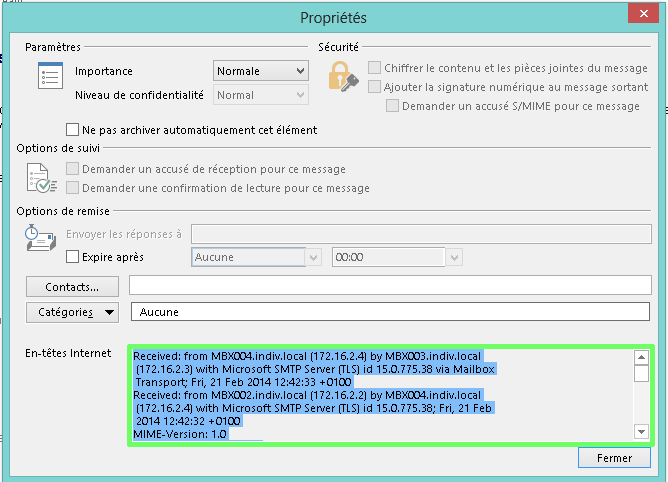 Propriétés
Paramètres
Sécurité
Importance
Normale
Chiffrer le contenu et les pièces jointes du message
Niveau de confidentialité
Normal
Ajouter la signature numérique au message sortant
Demander un accusé S/MIME pour ce message
Ne pas archiver automatiquement cet élément
Options de suivi
Demander un accusé de réception pour ce message
Demander une confirmation de lecture pour ce message
Options de remise
Envoyer les réponses à
Expire après
Aucune
00:00
Contacts...
Catégories
Aucune
En-têtes Internet
Received: from MBX004.indiv.local (172.16.2.4) by MBX003.indiv.local
(172.16.2.3) with Microsoft SMTP Server (TLS) id 15.0.775.38 via Mailbox
Transport; Fri, 21 Feb 2014 12:42:33 +0100
Received: from MBX002.indiv.local (172.16.2.2) by MBX004.indiv.local
(172.16.2.4) with Microsoft SMTP Server (TLS) id 15.0.775.38; Fri, 21 Feb
2014 12:42:32 +0100
MIME-Version: 1.0
Fermer